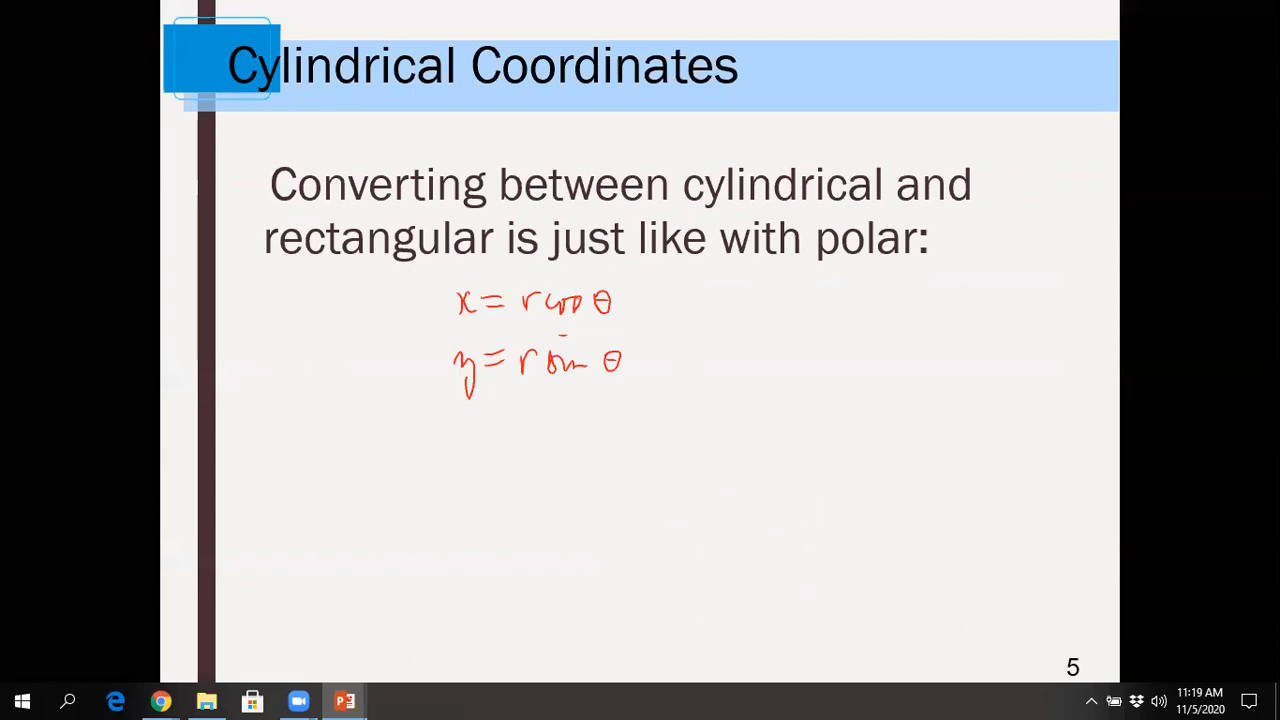 Cylindrical Coordinates
Converting between cylindrical and
rectangular is just like with polar:
x = r cos θ
y = r sin θ
5
11:19 AM
11/5/2020